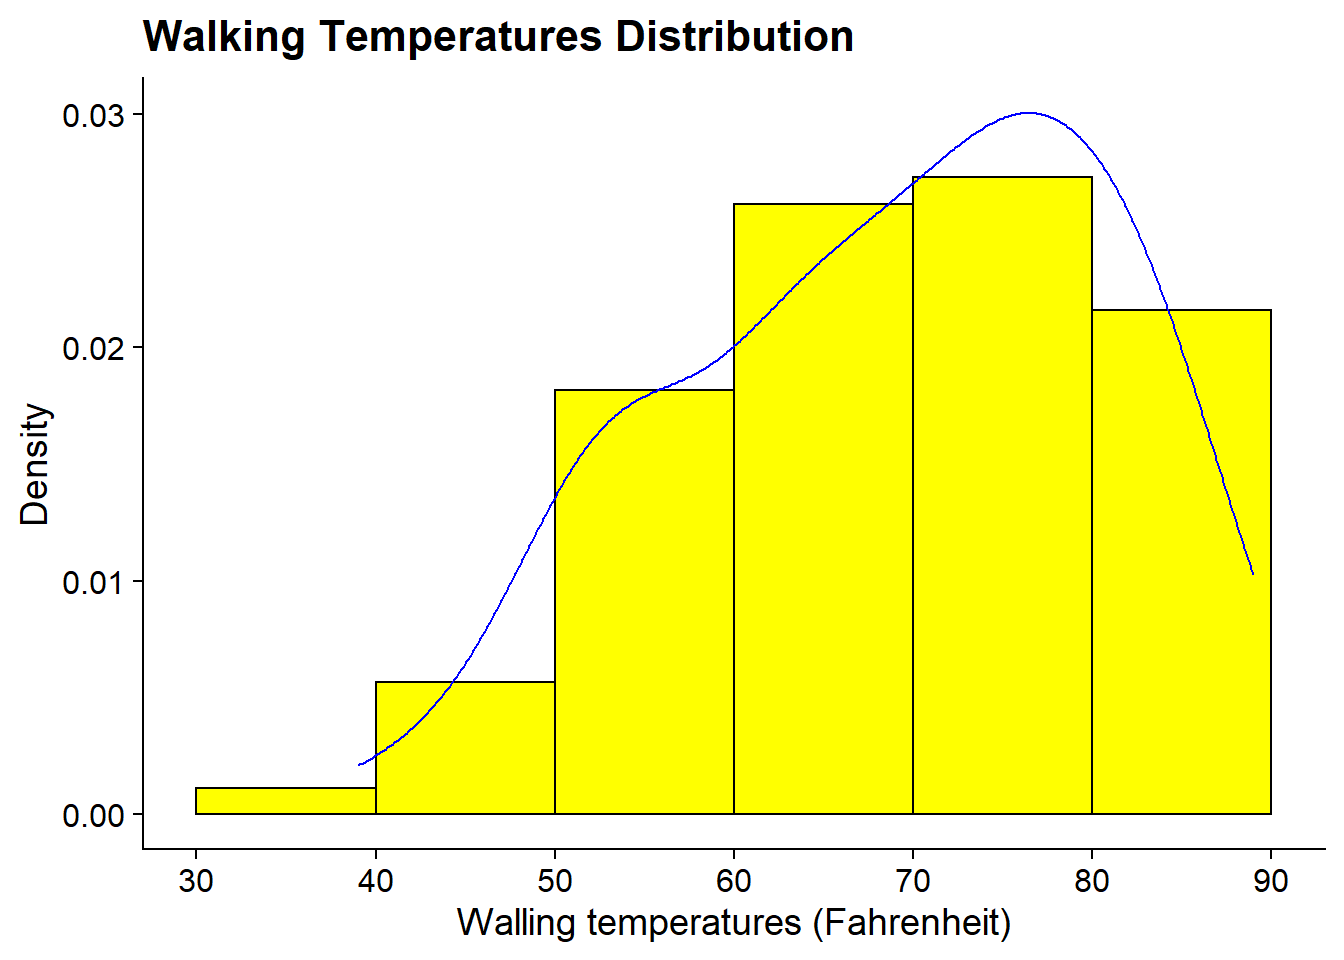 Walking Temperatures Distribution
0.03
0.02
0.01
0.00
Density
30 40 50 60 70 80 90
Walling temperatures (Fahrenheit)